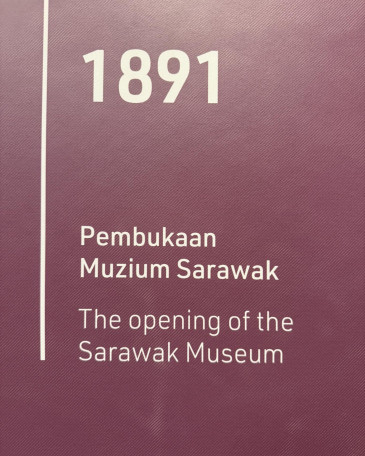 1891
Pembukaan
Muzium Sarawak
The opening of the
Sarawak Museum